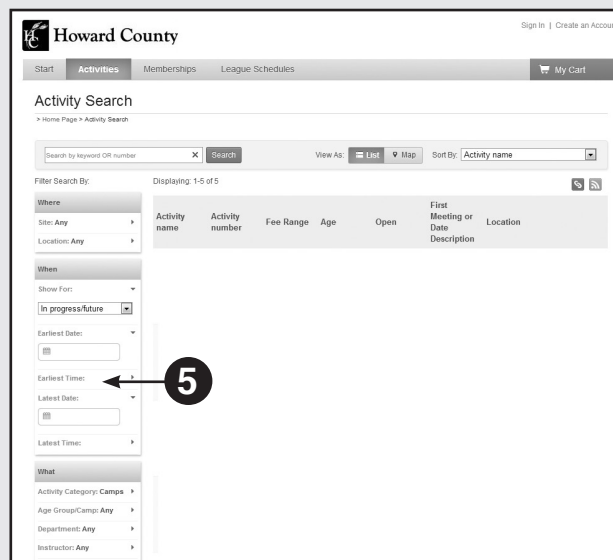 Sign In | Create an Accou
HC Howard County
Start Activities Memberships League Schedules My Cart
Activity Search
> Home Page > Activity Search
Search by keyword OR number X Search View As: List Map Sort By: Activity name
Filter Search By: Displaying: 1-5 of 5
Where
Site: Any
Location: Any
Activity name Activity number Fee Range Age Open First Meeting or Date Description Location
When
Show For:
In progress/future
Earliest Date:
Earliest Time:
5
Latest Date:
Latest Time:
What
Activity Category: Camps
Age Group/Camp: Any
Department: Any
Instructor: Any